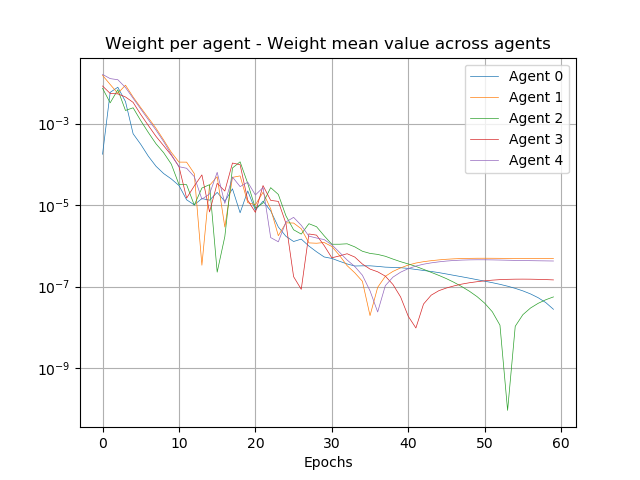 Weight per agent - Weight mean value across agents
Agent 0
Agent 1
Agent 2
Agent 3
Agent 4
10⁻³
10⁻⁵
10⁻⁷
10⁻⁹
0 10 20 30 40 50 60
Epochs